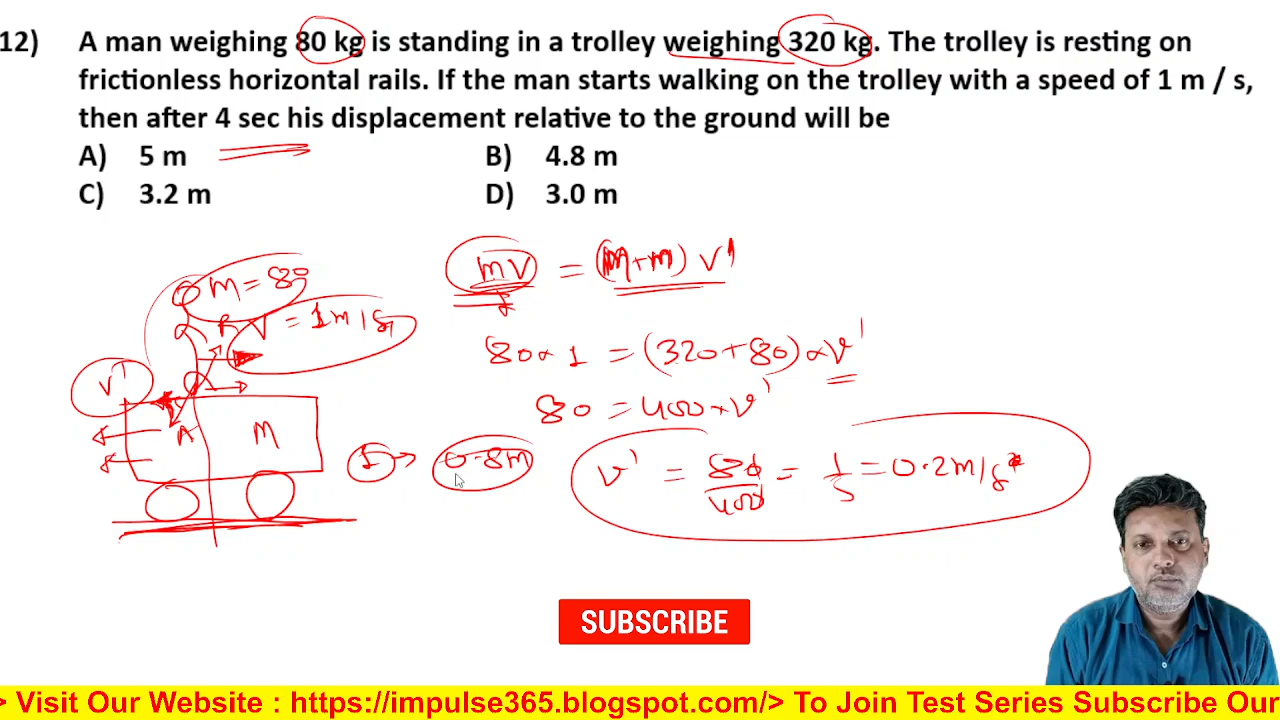 12) A man weighing 80 kg is standing in a trolley weighing 320 kg. The trolley is resting on
frictionless horizontal rails. If the man starts walking on the trolley with a speed of 1 m / s,
then after 4 sec his displacement relative to the ground will be
A) 5 m B) 4.8 m
C) 3.2 m D) 3.0 m
m = 80
mv = (M+m) v'
R V = 1m/s
80 × 1 = (320+80) × v'
v'
80 = 400 × v'
A M
1 → 0.8m
v' = 80/400 = 1/5 = 0.2 m/s
SUBSCRIBE
> Visit Our Website : https://impulse365.blogspot.com/> To Join Test Series Subscribe Our